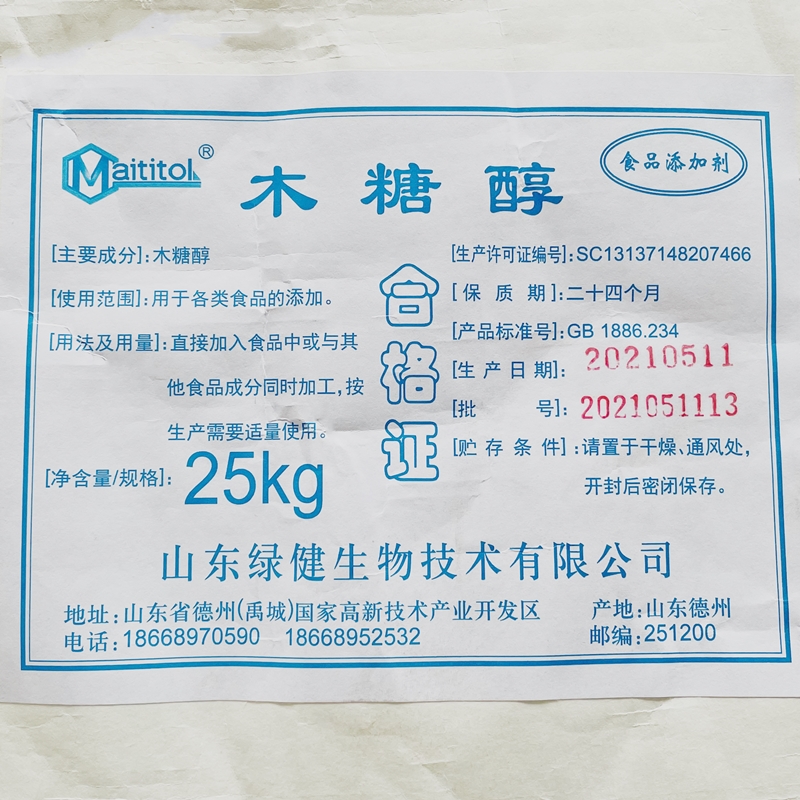 Maititol®
木糖醇
食品添加剂
[主要成分]:木糖醇
[使用范围]:用于各类食品的添加。
[用法及用量]:直接加入食品中或与其
他食品成分同时加工,按
生产需要适量使用。
[净含量/规格]:25kg
合格证
[生产许可证编号]:SC13137148207466
[保质期]:二十四个月
[产品标准号]:GB 1886.234
[生产日期]:20210511
[批号]:2021051113
[贮存条件]:请置于干燥、通风处,
开封后密闭保存。
山东绿健生物技术有限公司
地址:山东省德州(禹城)国家高新技术产业开发区
产地:山东德州
电话:18668970590 18668952532
邮编:251200